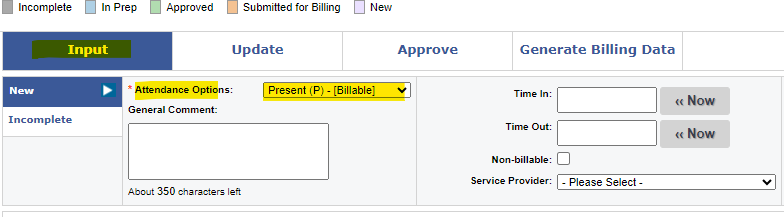 Incomplete In Prep Approved Submitted for Billing New
Input Update Approve Generate Billing Data
New
Incomplete
* Attendance Options: Present (P) - [Billable]
General Comment:
About 350 characters left
Time In: ‹‹ Now
Time Out: ‹‹ Now
Non-billable:
Service Provider: - Please Select -